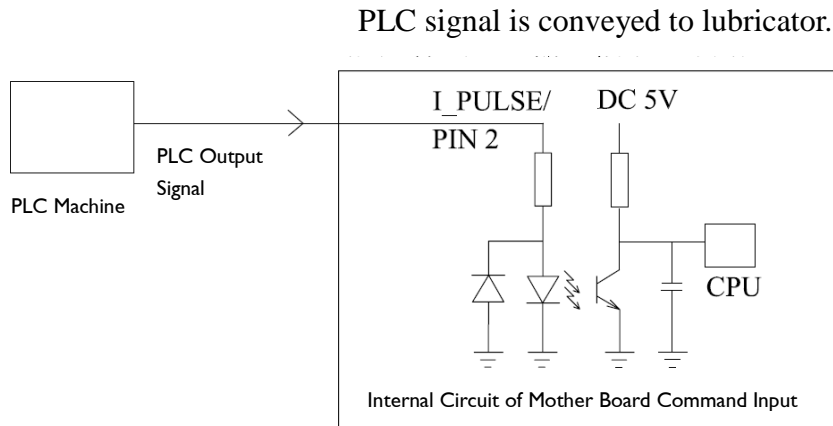 PLC signal is conveyed to lubricator.
I_PULSE/
PIN 2
DC 5V
PLC Output
Signal
PLC Machine
CPU
Internal Circuit of Mother Board Command Input